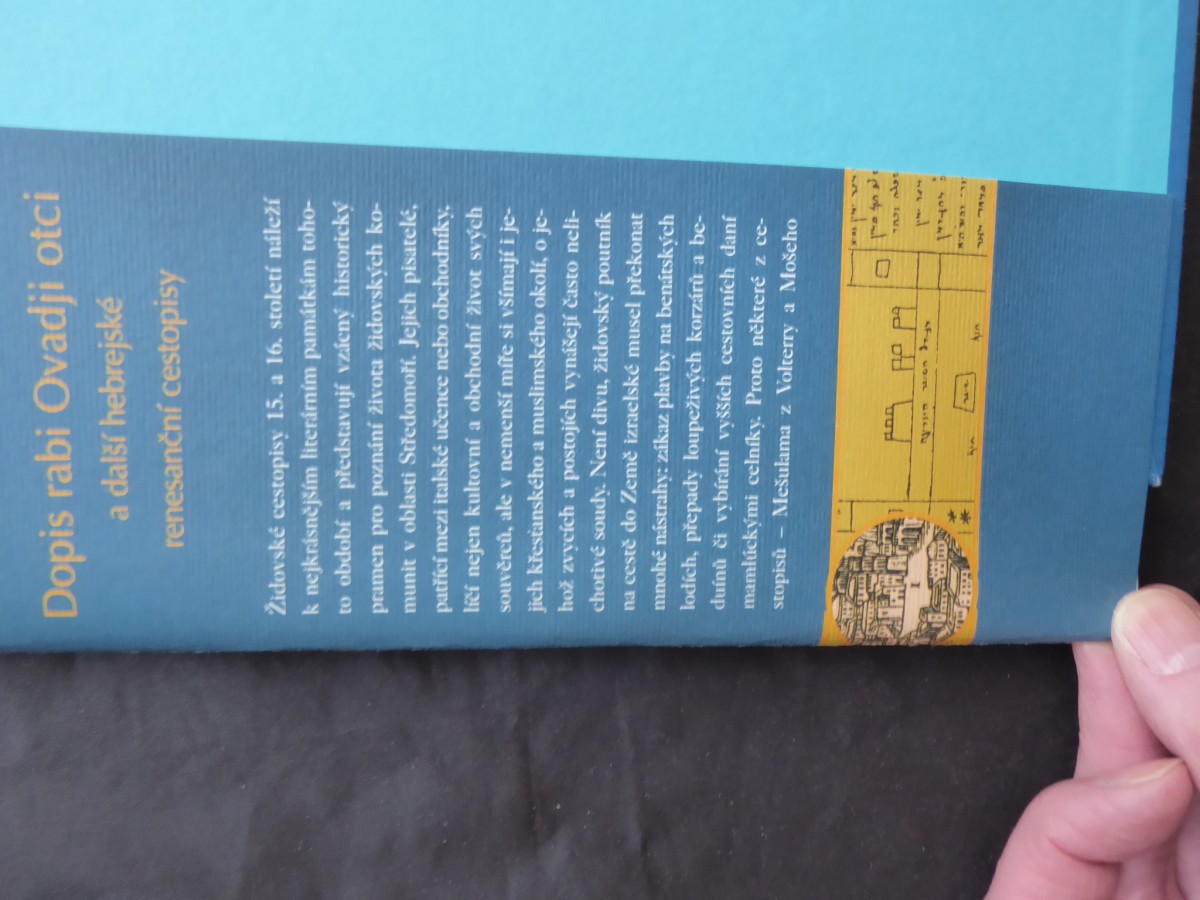 Dopis rabi Ovadji otci
a další hebrejské
renesanční cestopisy
Židovské cestopisy 15. a 16. století náleží
k nejkrásnějším literárním památkám toho-
to období a představují vzácný historický
pramen pro poznání života židovských ko-
munit v oblasti Středomoří. Jejich pisatelé,
patřící mezi italské učence nebo obchodníky,
líčí nejen kultovní a obchodní život svých
souvěrců, ale v nemenší míře si všímají i je-
jich křesťanského a muslimského okolí, o je-
hož zvycích a postojích vynášejí často neli-
chotivé soudy. Není divu, židovský poutník
na cestě do Země izraelské musel překonat
mnohé nástrahy: zákaz plavby na benátských
lodích, přepady loupeživých korzárů a be-
duínů či vybírání vyšších cestovních daní
mamlúckými celníky. Proto některé z ce-
stopisů – Mešulama z Volterry a Mošeho
I